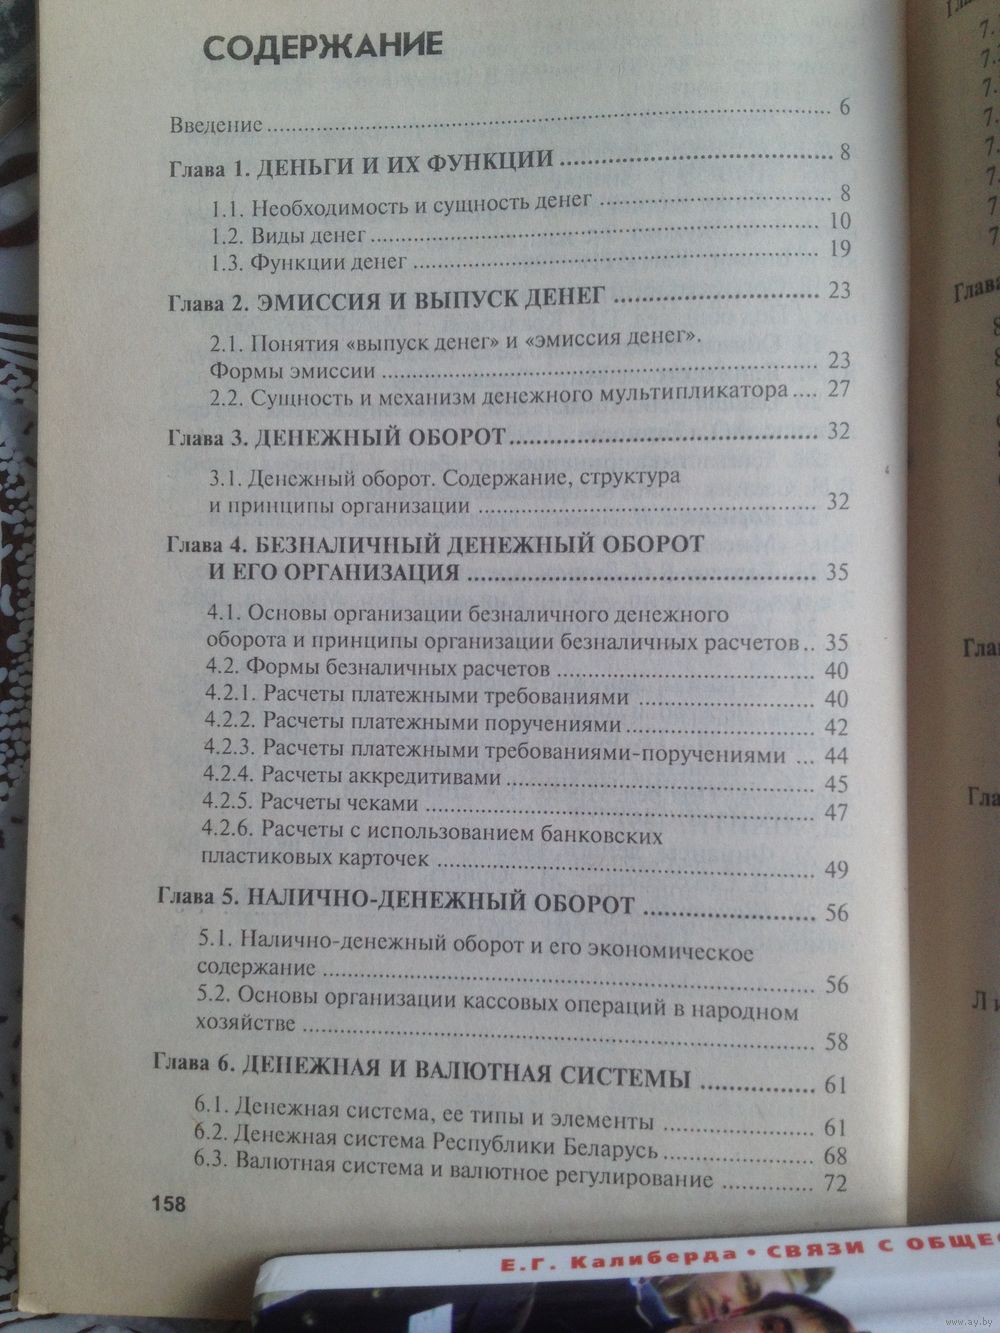 СОДЕРЖАНИЕ
Введение ........ 6
Глава 1. ДЕНЬГИ И ИХ ФУНКЦИИ ........ 8
1.1. Необходимость и сущность денег ........ 8
1.2. Виды денег ........ 10
1.3. Функции денег ........ 19
Глава 2. ЭМИССИЯ И ВЫПУСК ДЕНЕГ ........ 23
2.1. Понятия «выпуск денег» и «эмиссия денег».
Формы эмиссии ........ 23
2.2. Сущность и механизм денежного мультипликатора .... 27
Глава 3. ДЕНЕЖНЫЙ ОБОРОТ ........ 32
3.1. Денежный оборот. Содержание, структура
и принципы организации ........ 32
Глава 4. БЕЗНАЛИЧНЫЙ ДЕНЕЖНЫЙ ОБОРОТ
И ЕГО ОРГАНИЗАЦИЯ ........ 35
4.1. Основы организации безналичного денежного
оборота и принципы организации безналичных расчетов .. 35
4.2. Формы безналичных расчетов ........ 40
4.2.1. Расчеты платежными требованиями ........ 40
4.2.2. Расчеты платежными поручениями ........ 42
4.2.3. Расчеты платежными требованиями-поручениями ... 44
4.2.4. Расчеты аккредитивами ........ 45
4.2.5. Расчеты чеками ........ 47
4.2.6. Расчеты с использованием банковских
пластиковых карточек ........ 49
Глава 5. НАЛИЧНО-ДЕНЕЖНЫЙ ОБОРОТ ........ 56
5.1. Налично-денежный оборот и его экономическое
содержание ........ 56
5.2. Основы организации кассовых операций в народном
хозяйстве ........ 58
Глава 6. ДЕНЕЖНАЯ И ВАЛЮТНАЯ СИСТЕМЫ ........ 61
6.1. Денежная система, ее типы и элементы ........ 61
6.2. Денежная система Республики Беларусь ........ 68
6.3. Валютная система и валютное регулирование ........ 72
158
Е.Г. Калиберда • СВЯЗИ С ОБЩЕС
www.ay.by